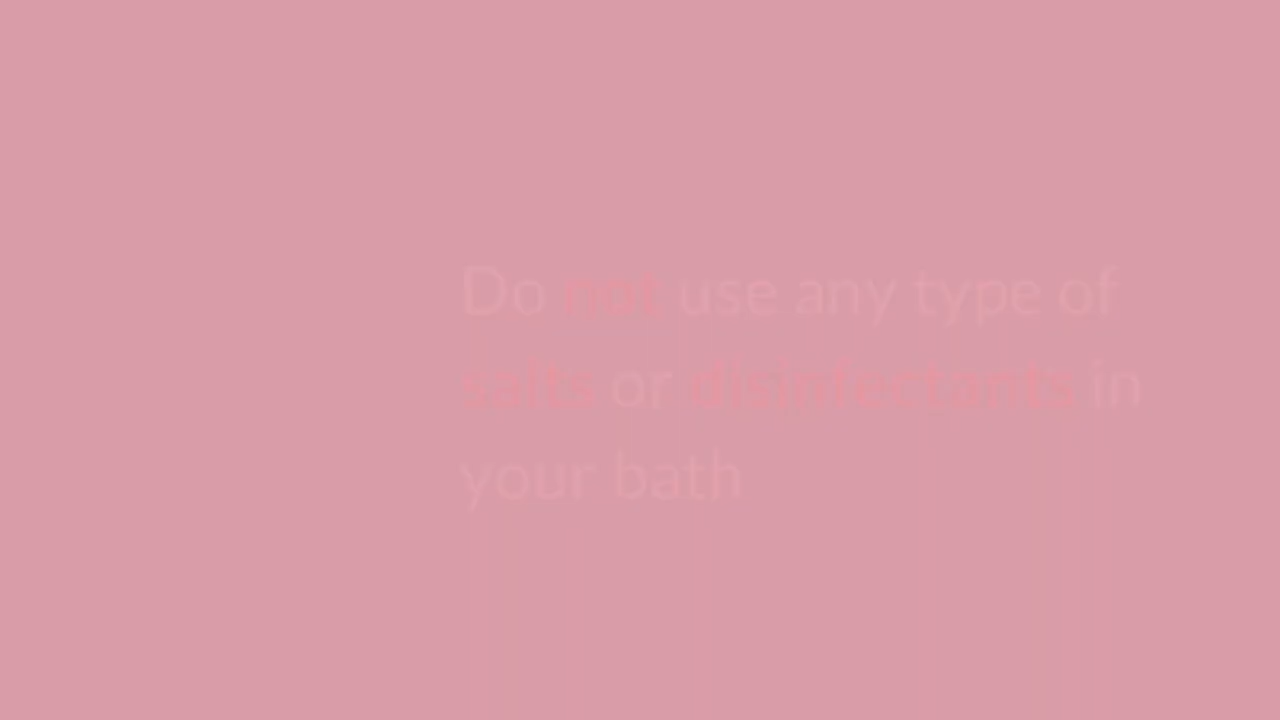 Do not use any type of
salts or disinfectants in
your bath